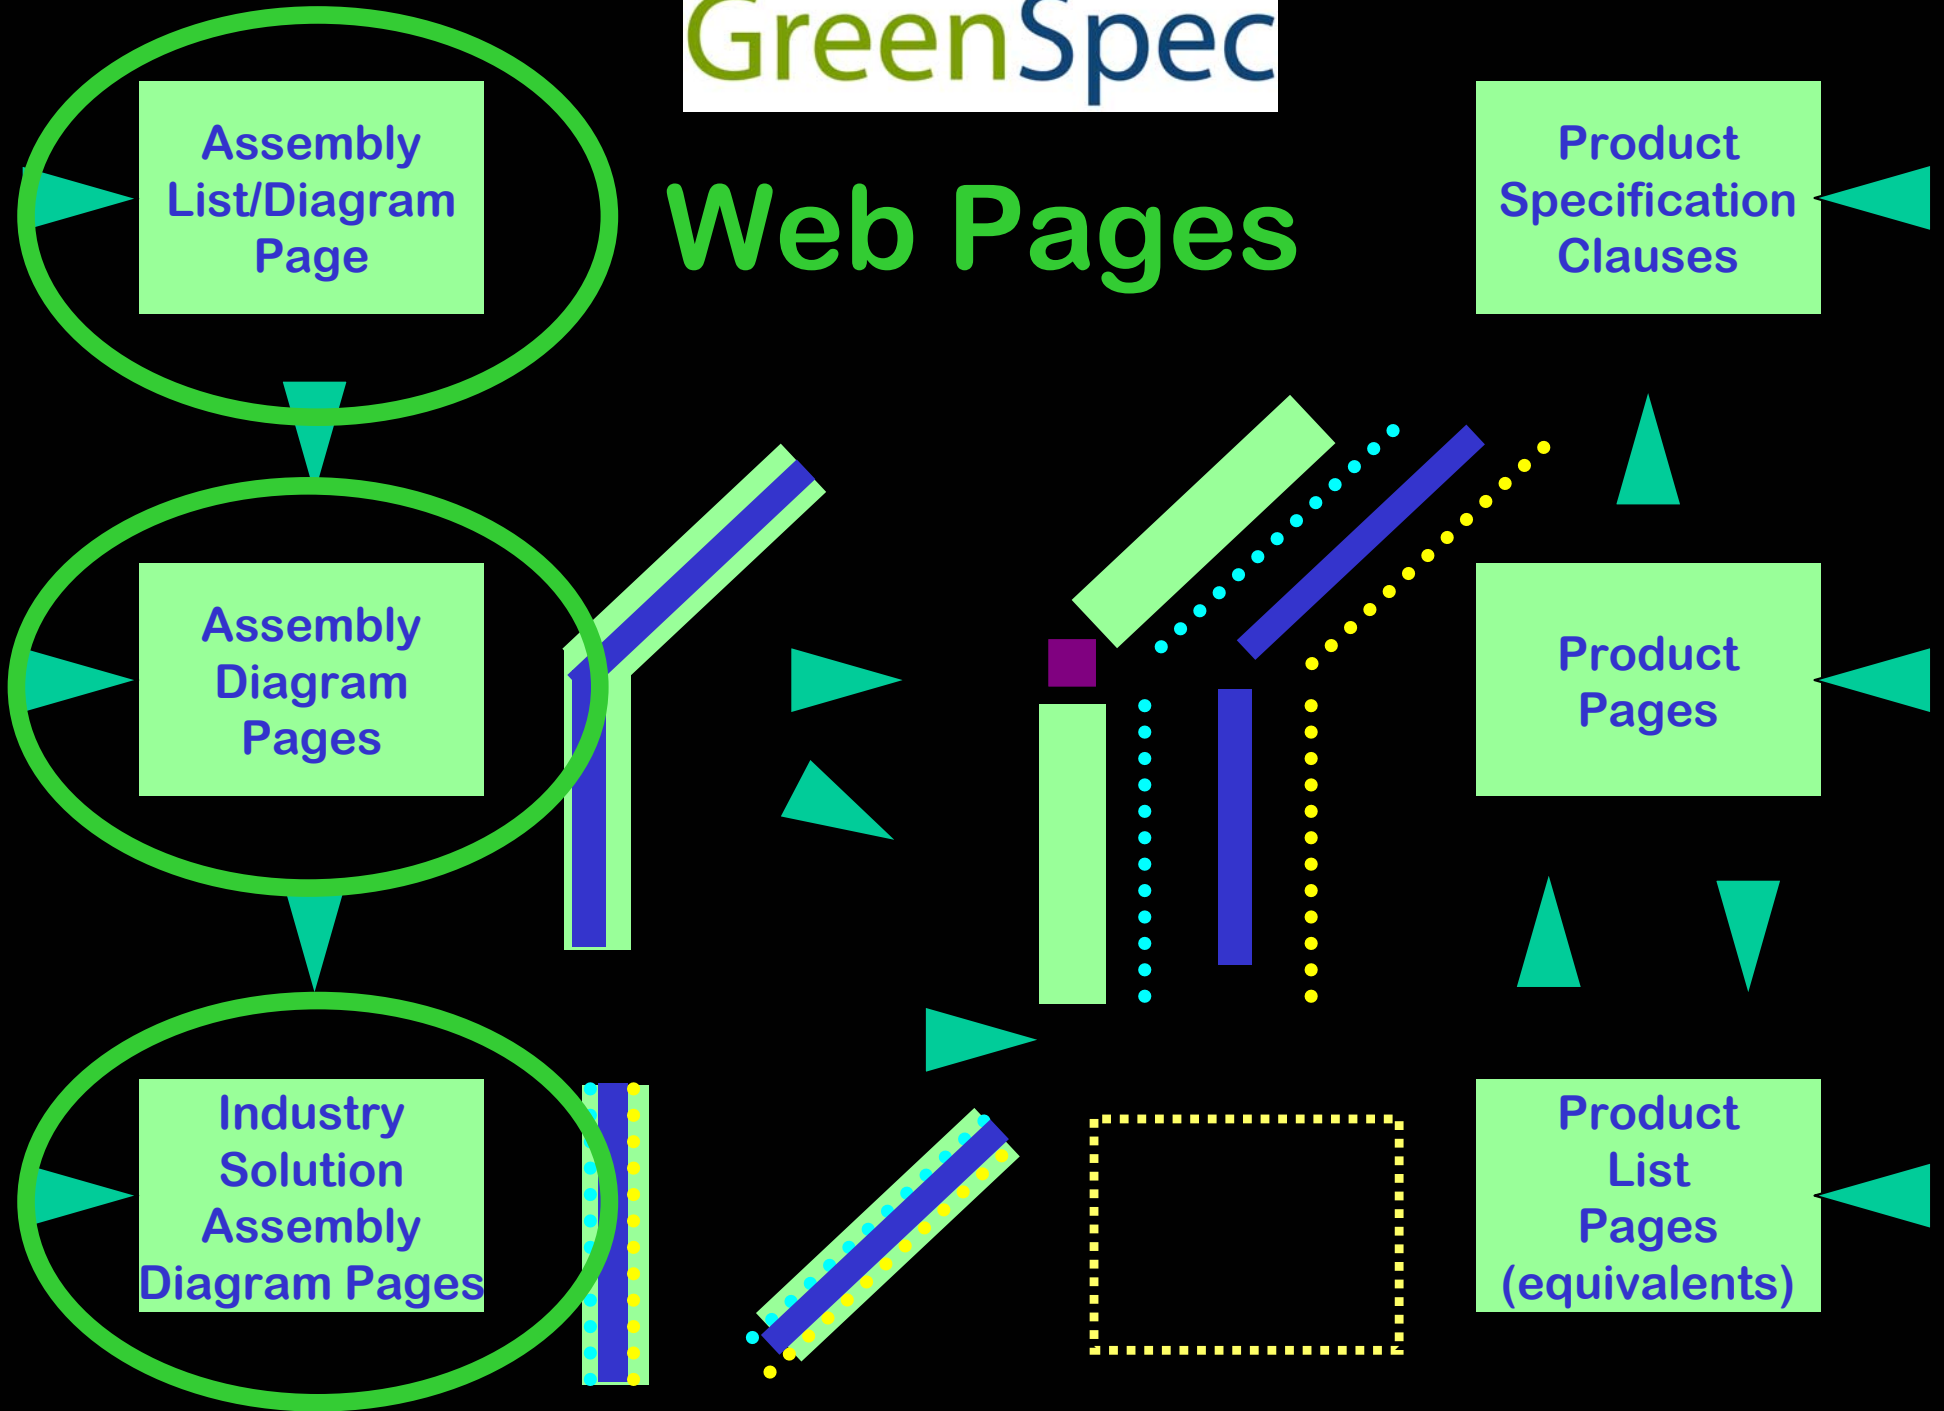 GreenSpec
Web Pages
Assembly
List/Diagram
Page
Assembly
Diagram
Pages
Industry
Solution
Assembly
Diagram Pages
Product
Specification
Clauses
Product
Pages
Product
List
Pages
(equivalents)